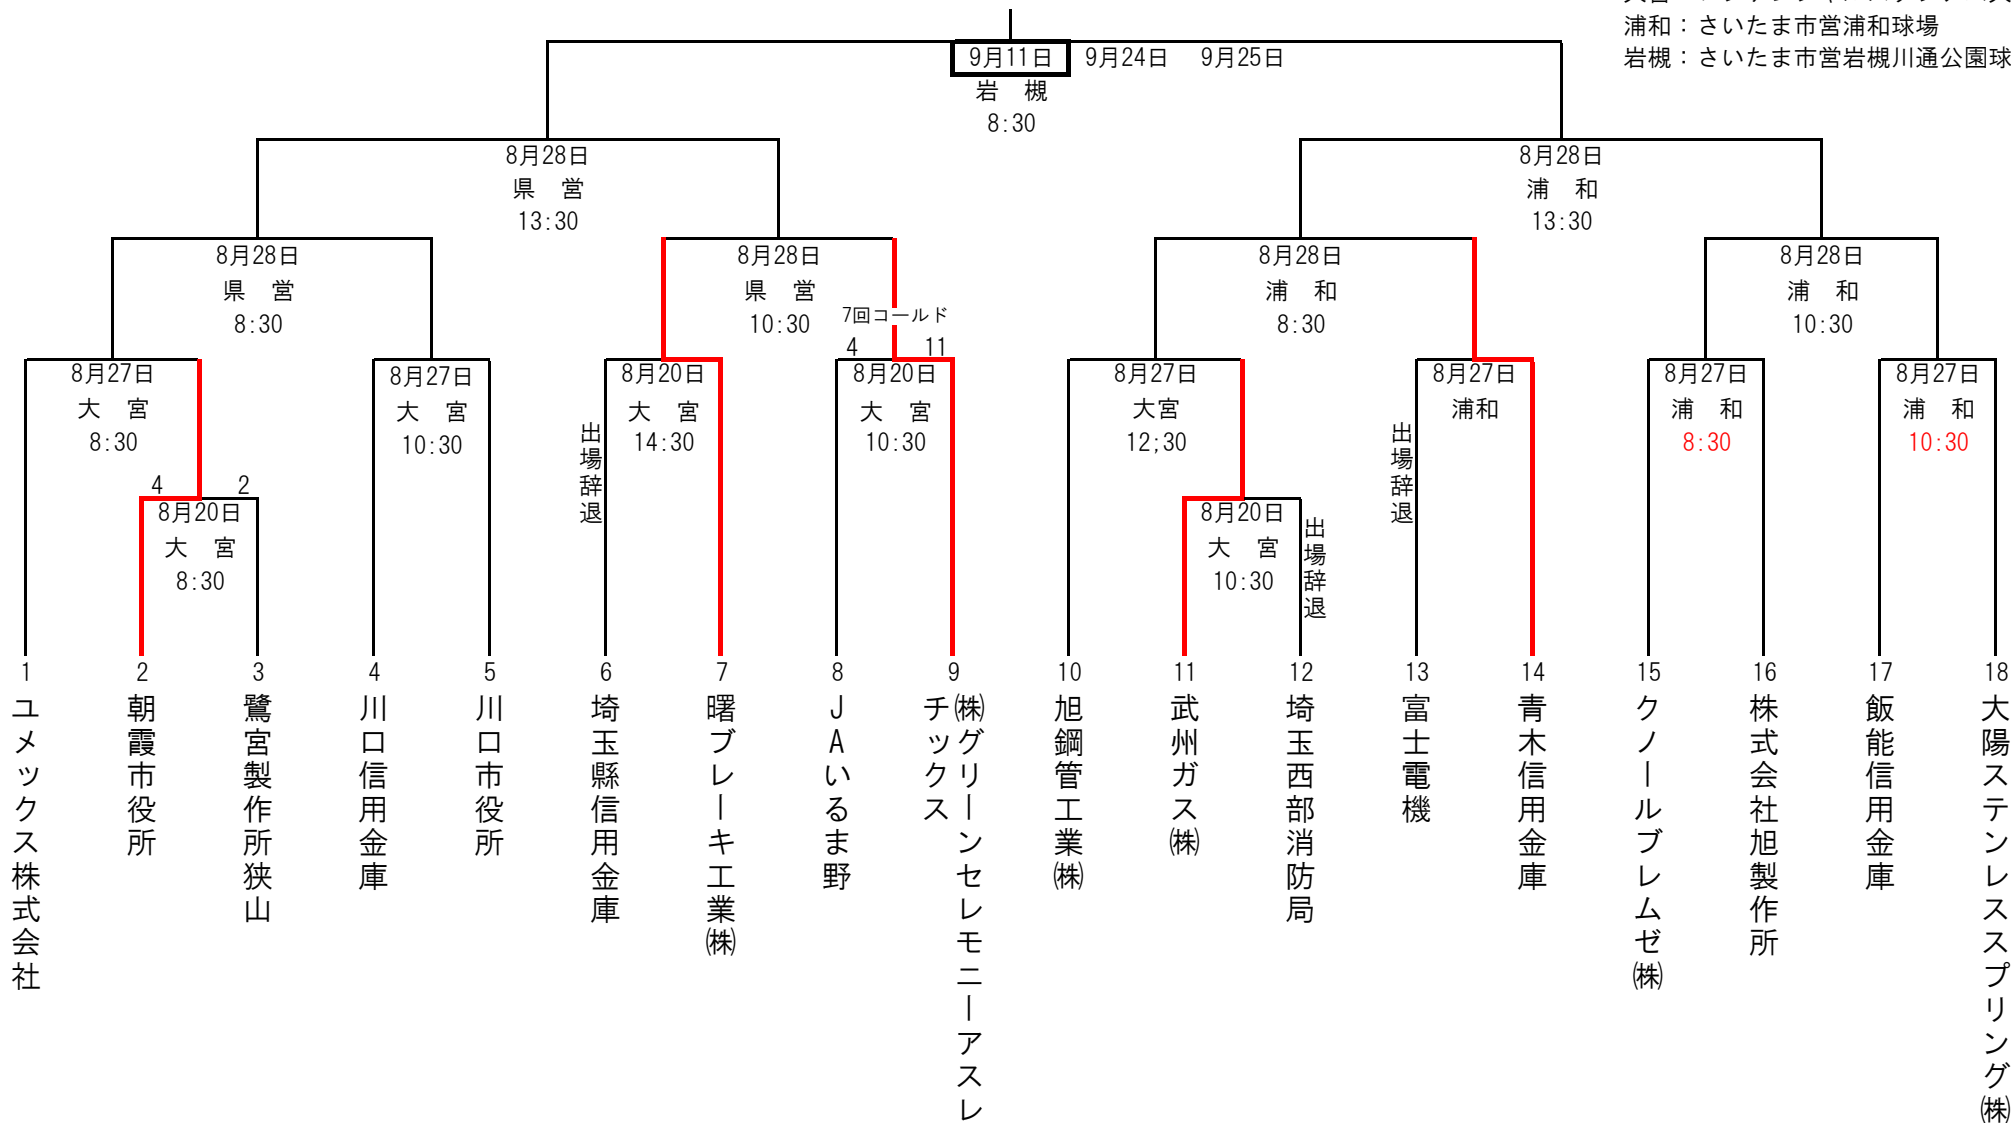 浦和：さいたま市営浦和球場
岩槻：さいたま市営岩槻川通公園球
9月11日 9月24日 9月25日
岩 槻
8:30
8月28日
県 営
13:30
8月28日
浦 和
13:30
8月28日
県 営
8:30
8月28日
県 営
10:30
8月28日
浦 和
8:30
8月28日
浦 和
10:30
7回コールド
4 11
8月27日
大 宮
8:30
8月27日
大 宮
10:30
出場辞退
8月20日
大 宮
14:30
8月20日
大 宮
10:30
8月27日
大宮
12;30
出場辞退
8月27日
浦和
8月27日
浦 和
8:30
8月27日
浦 和
10:30
4 2
8月20日
大 宮
8:30
8月20日
大 宮
10:30
出場辞退
1
ユメックス株式会社
2
朝霞市役所
3
鷺宮製作所狭山
4
川口信用金庫
5
川口市役所
6
埼玉縣信用金庫
7
曙ブレーキ工業㈱
8
JAいるま野
9
㈱グリーンセレモニーアスレ
チックス
10
旭鋼管工業㈱
11
武州ガス㈱
12
埼玉西部消防局
13
富士電機
14
青木信用金庫
15
クノールブレムゼ㈱
16
株式会社旭製作所
17
飯能信用金庫
18
大陽ステンレススプリング㈱